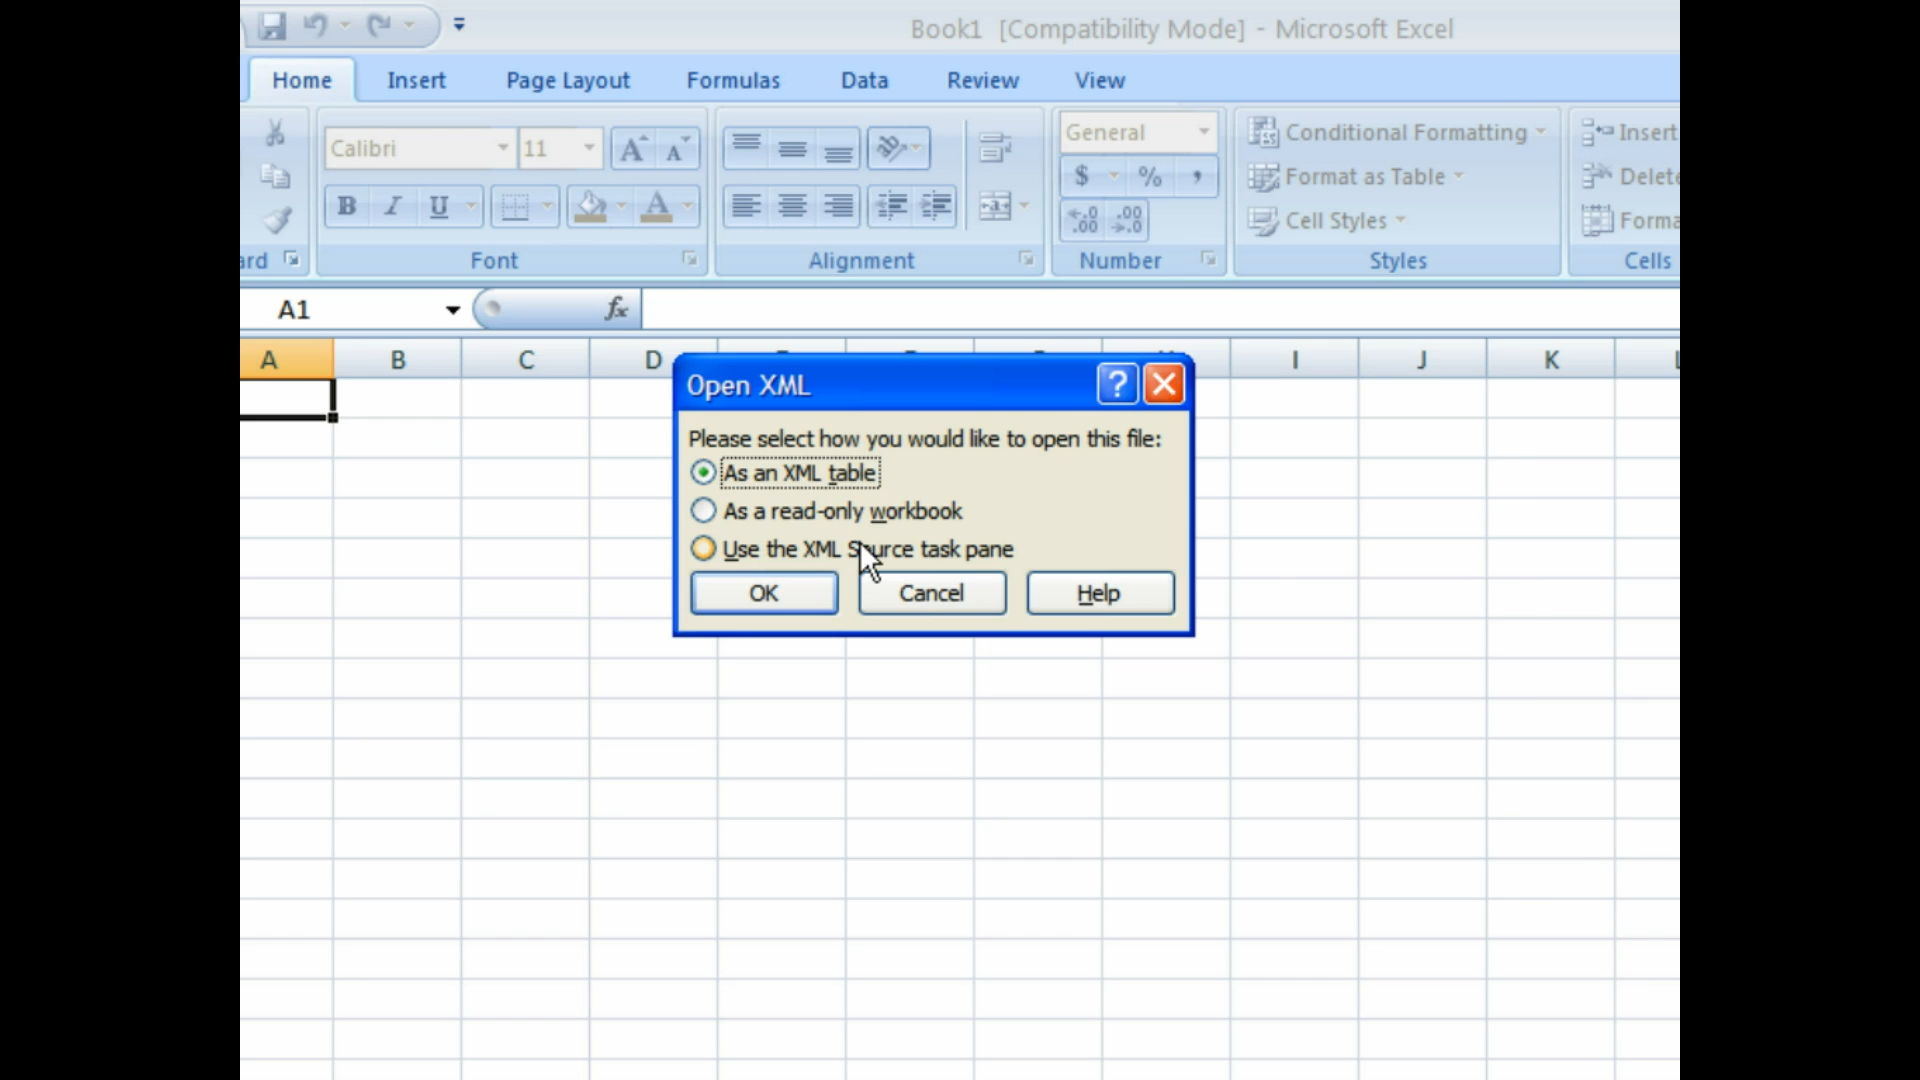 Book1 [Compatibility Mode] - Microsoft Excel
Home Insert Page Layout Formulas Data Review View
Calibri 11 General Conditional Formatting Insert
$ % , Format as Table Delete
B I U Cell Styles
Font Alignment Number Styles Cells
A1 fx
A B C D I J K
Open XML
Please select how you would like to open this file:
As an XML table
As a read-only workbook
Use the XML Source task pane
OK Cancel Help